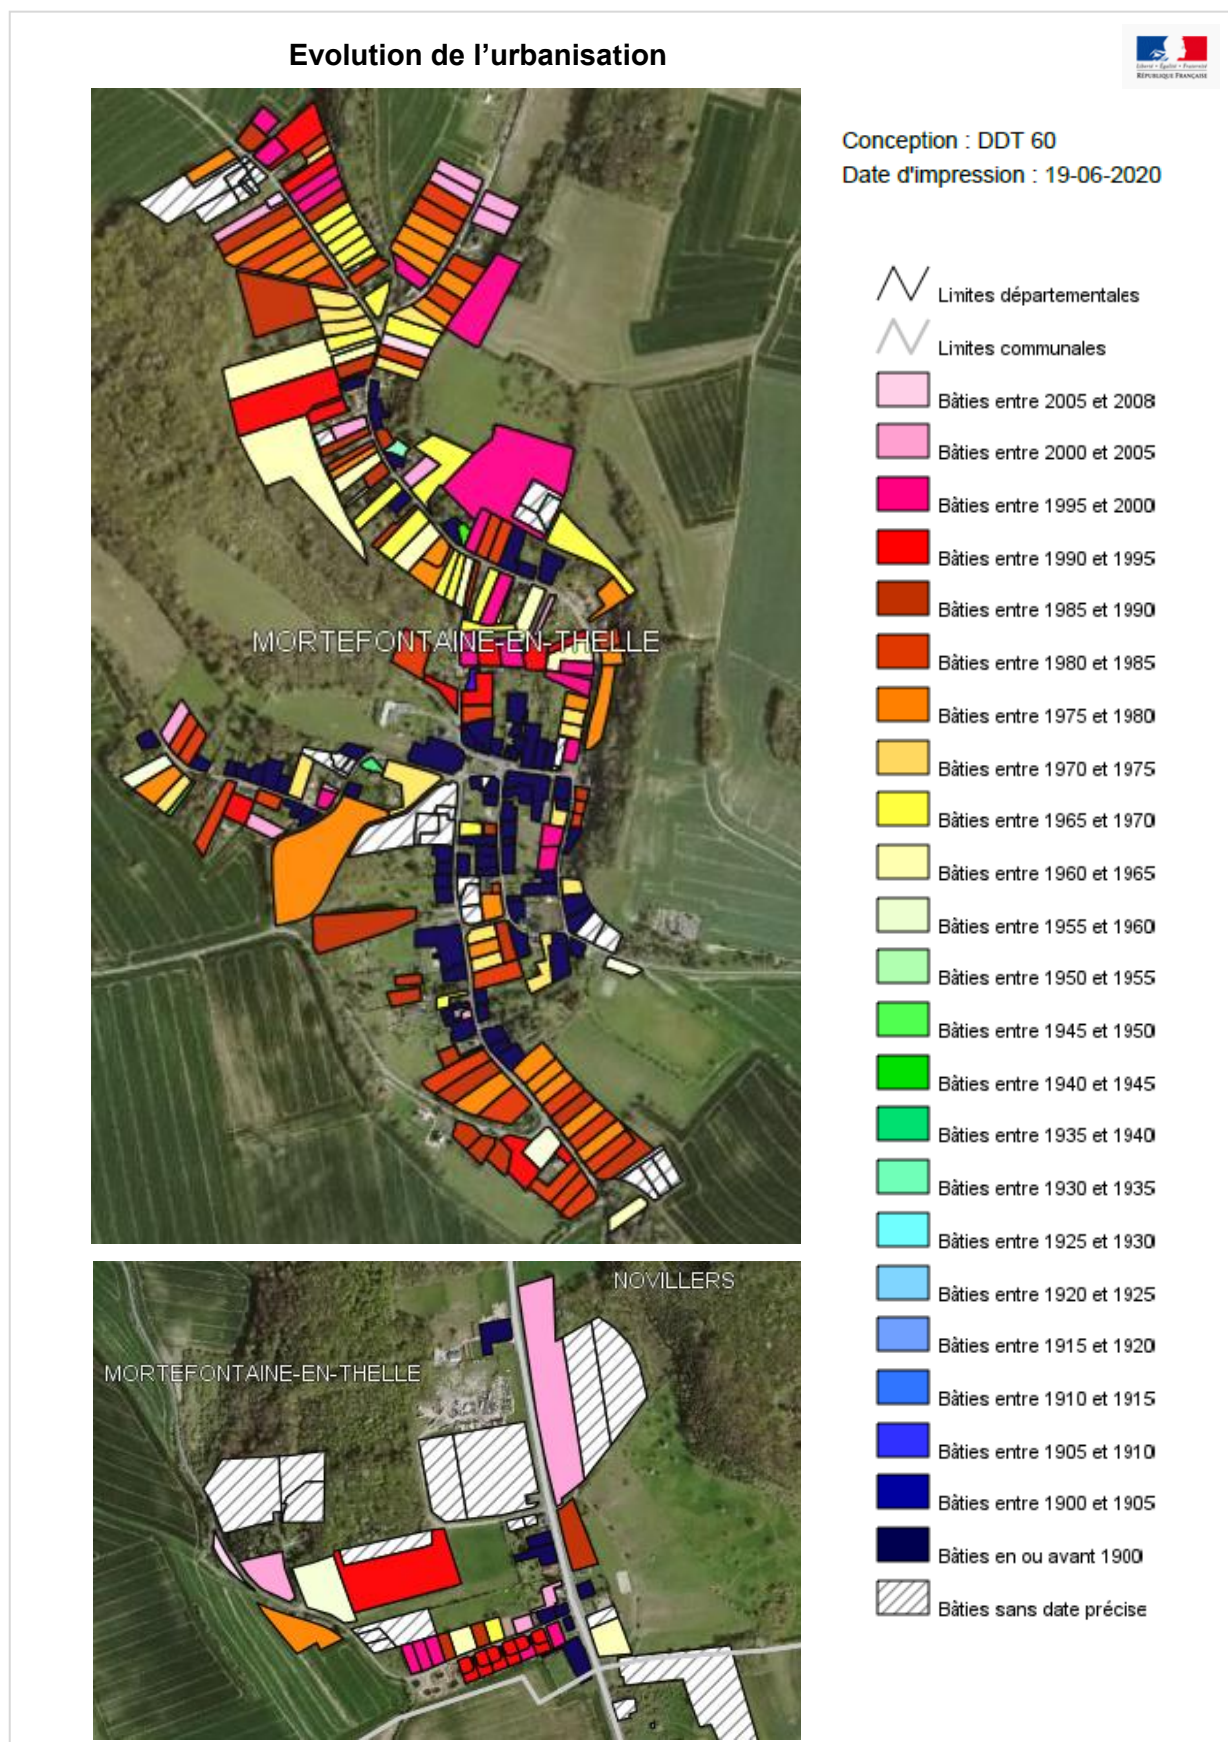 Evolution de l'urbanisation
Liberté • Égalité • Fraternité
RÉPUBLIQUE FRANÇAISE
Conception : DDT 60
Date d'impression : 19-06-2020
Limites départementales
Limites communales
Bâties entre 2005 et 2008
Bâties entre 2000 et 2005
Bâties entre 1995 et 2000
Bâties entre 1990 et 1995
Bâties entre 1985 et 1990
Bâties entre 1980 et 1985
Bâties entre 1975 et 1980
Bâties entre 1970 et 1975
Bâties entre 1965 et 1970
Bâties entre 1960 et 1965
Bâties entre 1955 et 1960
Bâties entre 1950 et 1955
Bâties entre 1945 et 1950
Bâties entre 1940 et 1945
Bâties entre 1935 et 1940
Bâties entre 1930 et 1935
Bâties entre 1925 et 1930
Bâties entre 1920 et 1925
Bâties entre 1915 et 1920
Bâties entre 1910 et 1915
Bâties entre 1905 et 1910
Bâties entre 1900 et 1905
Bâties en ou avant 1900
Bâties sans date précise
MORTEFONTAINE-EN-THELLE
NOVILLERS
MORTEFONTAINE-EN-THELLE